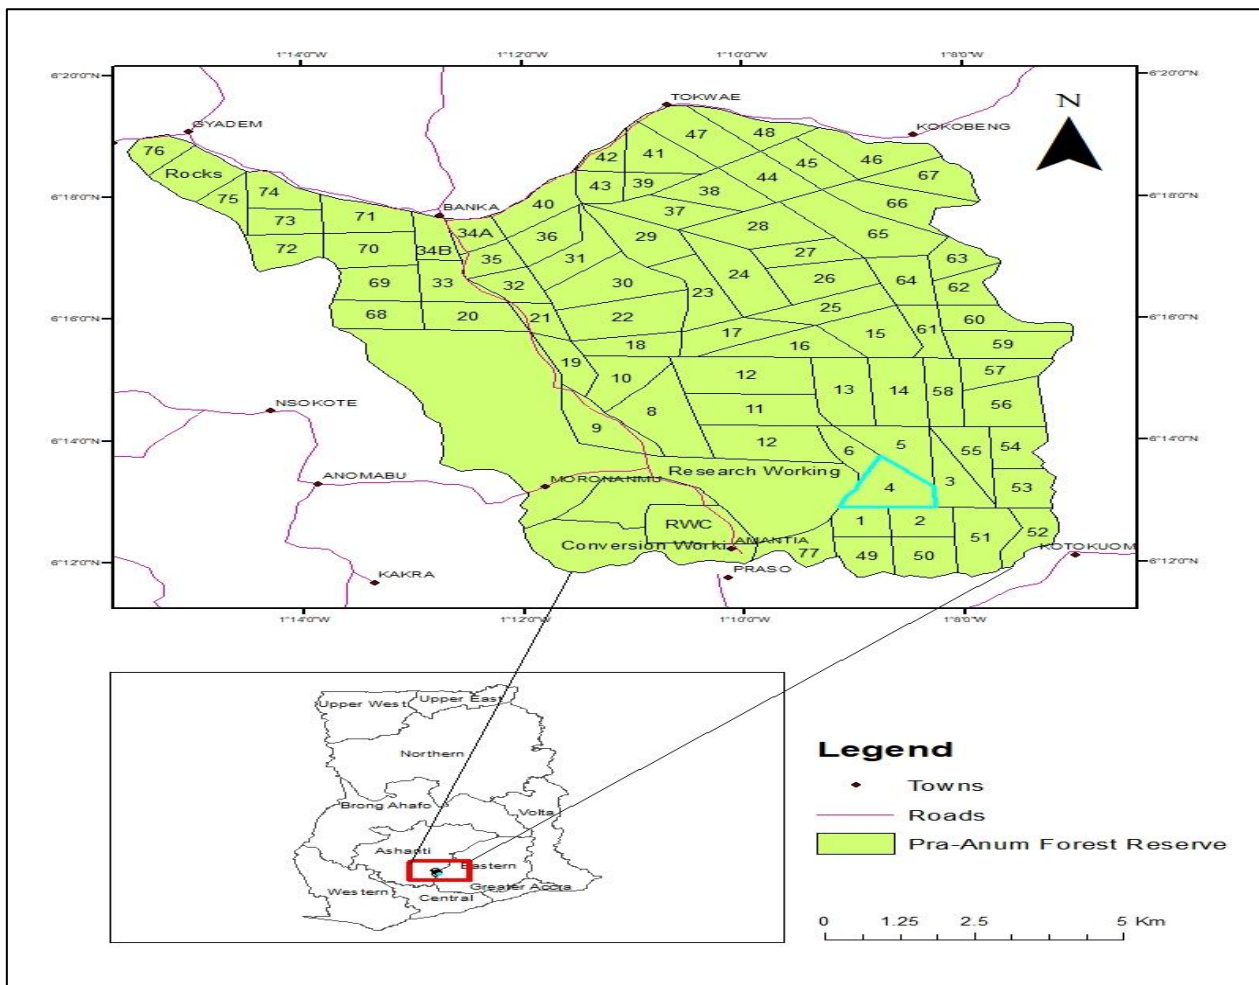 1°14'0"W 1°12'0"W 1°10'0"W 1°8'0"W
6°20'0"N 6°20'0"N
TOKWAE
N
GYADEM
47 48 KOKOBENG
76 42 41 45 46
Rocks 44 67
43 39 38
6°18'0"N 75 74 6°18'0"N
40 66
BANKA 37
73 71 28
34A 36 29 65
72 70 34B 27
35 31 63
24
69 33 32 30 26 64 62
23
25
6°16'0"N 68 20 21 22 60 6°16'0"N
17 15 61
18 16 59
19
10 12 57
13 14 58
NSOKOTE 8 11 56
6°14'0"N 9 12 6 5 55 54 6°14'0"N
ANOMABU Research Working
MORONANMU 4 3 53
RWC 1 2 51 52
Conversion Worki AMANTIA 77 49 50 KOTOKUOM
6°12'0"N PRASO 6°12'0"N
KAKRA
1°14'0"W 1°12'0"W 1°10'0"W 1°8'0"W
Upper West Upper East
Northern
Brong Ahafo
Volta
Ashanti
Eastern
Western Greater Accra
Central
Legend
Towns
Roads
Pra-Anum Forest Reserve
0 1.25 2.5 5 Km